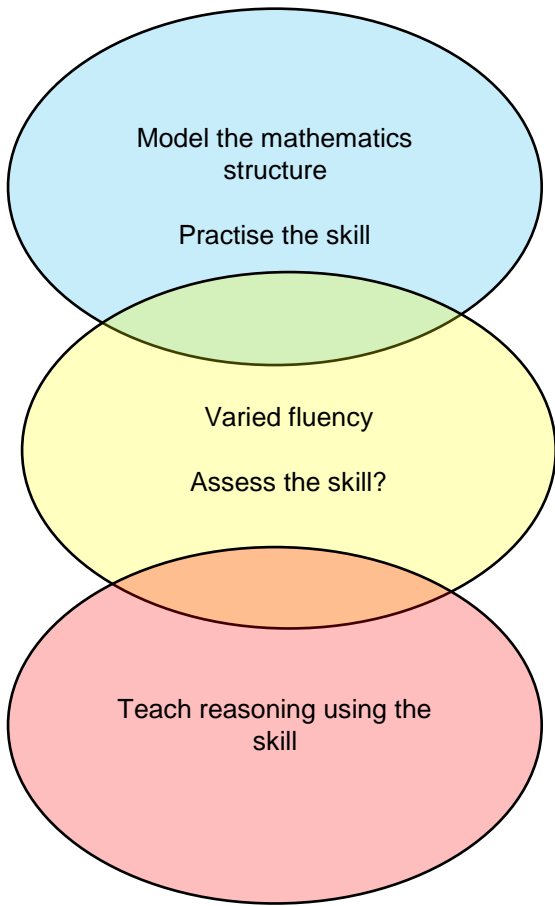 Model the mathematics
structure
Practise the skill
Varied fluency
Assess the skill?
Teach reasoning using the
skill